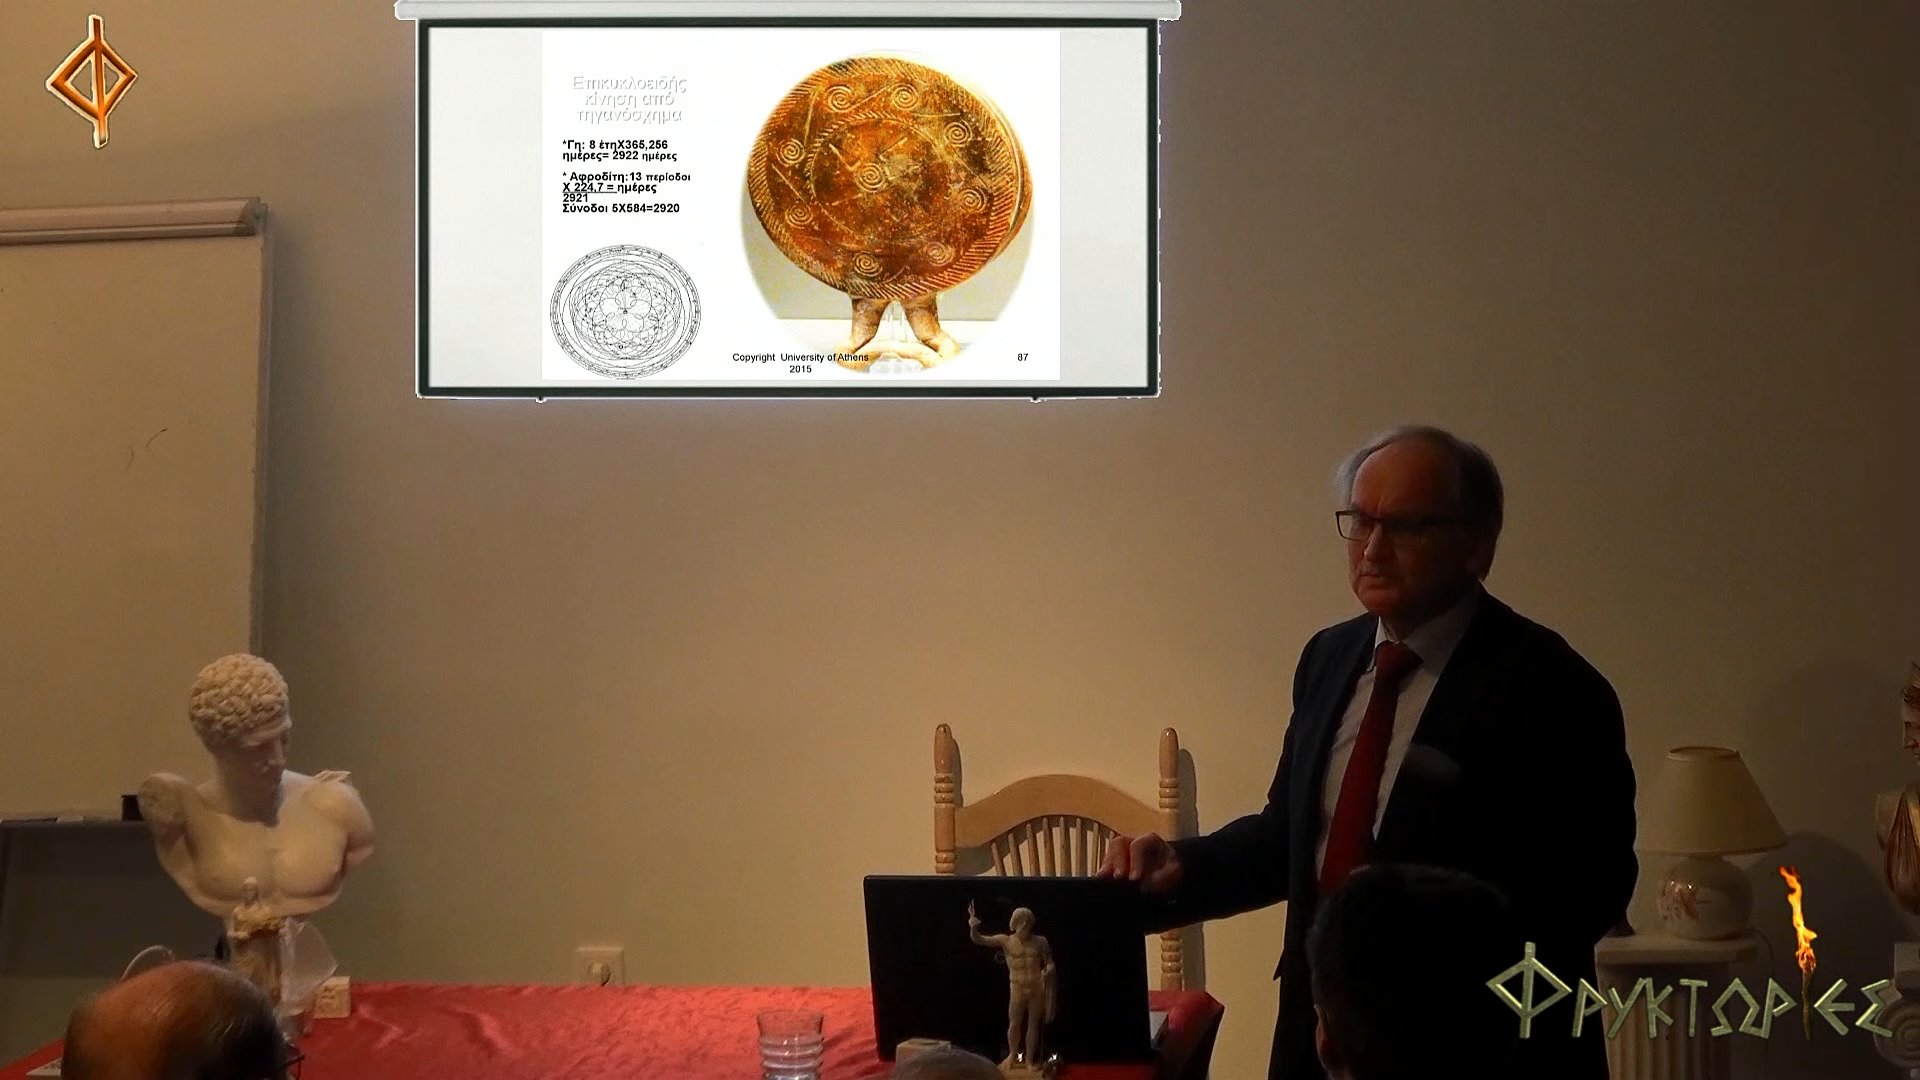 Επικυκλοειδής
κίνηση από
τηγανόσχημα
*Γη: 8 έτηΧ365,256
ημέρες= 2922 ημέρες
* Αφροδίτη:13 περίοδοι
Χ 224,7 = ημέρες
2921
Σύνοδοι 5Χ584=2920
Copyright University of Athens
2015
87
ΦΡΥΚΤΩΡΙΕΣ